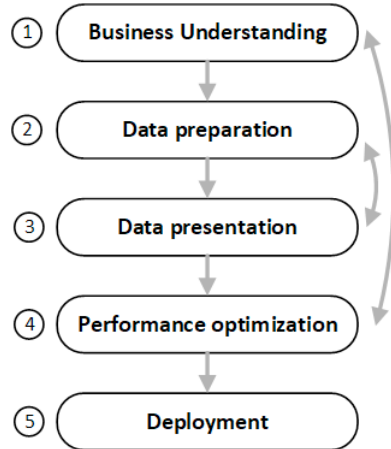 1 Business Understanding
2 Data preparation
3 Data presentation
4 Performance optimization
5 Deployment